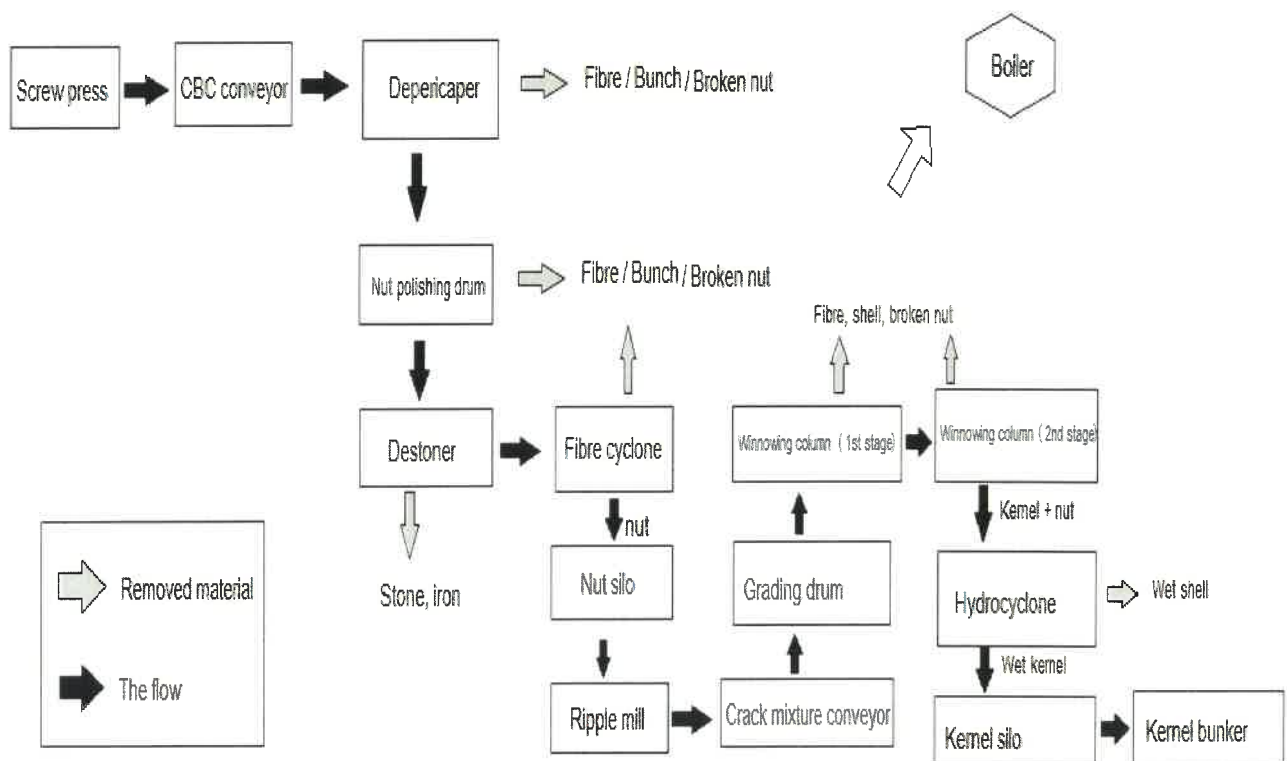 Screw press
CBC conveyor
Depericaper
Fibre / Bunch / Broken nut
Boiler
Nut polishing drum
Fibre / Bunch / Broken nut
Fibre, shell, broken nut
Destoner
Fibre cyclone
Winnowing column ( 1st stage)
Winnowing column ( 2nd stage)
nut
Kernel + nut
Removed material
Stone, iron
Nut silo
Grading drum
Hydrocyclone
Wet shell
The flow
Wet kernel
Ripple mill
Crack mixture conveyor
Kernel silo
Kernel bunker